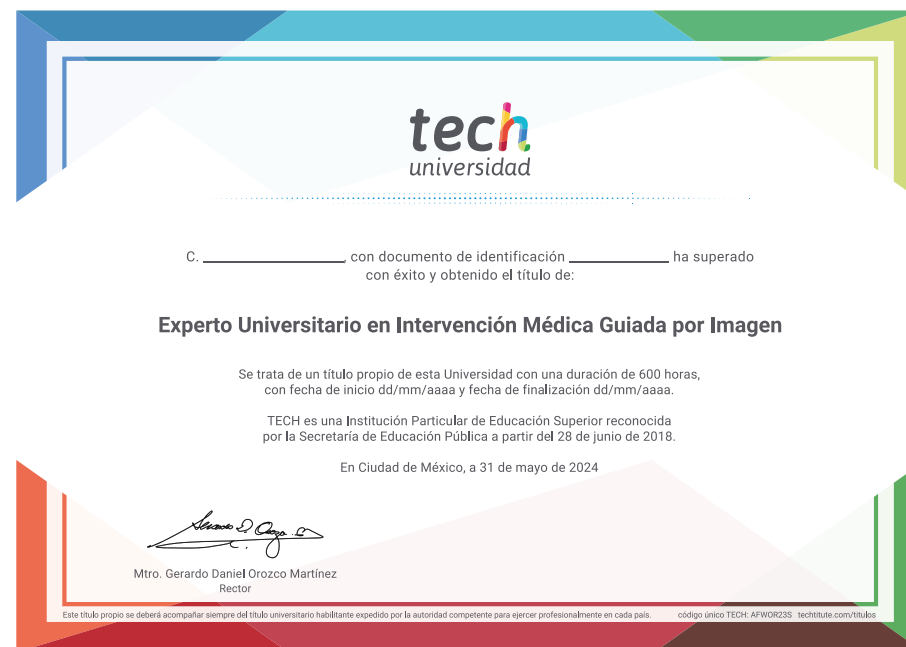 tech
universidad
C. ____________, con documento de identificación ____________ ha superado
con éxito y obtenido el título de:
Experto Universitario en Intervención Médica Guiada por Imagen
Se trata de un título propio de esta Universidad con una duración de 600 horas,
con fecha de inicio dd/mm/aaaa y fecha de finalización dd/mm/aaaa.
TECH es una Institución Particular de Educación Superior reconocida
por la Secretaría de Educación Pública a partir del 28 de junio de 2018.
En Ciudad de México, a 31 de mayo de 2024
Mtro. Gerardo Daniel Orozco Martínez
Rector
Este título propio se deberá acompañar siempre del título universitario habilitante expedido por la autoridad competente para ejercer profesionalmente en cada país. código único TECH: AFWOR23S techtitute.com/titulos